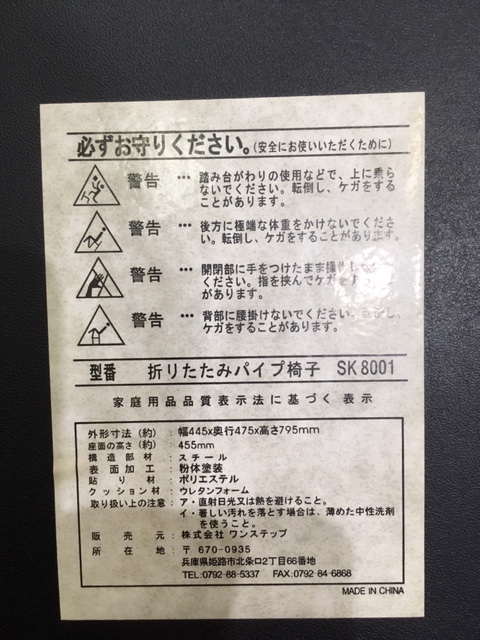 必ずお守りください。(安全にお使いいただくために)
警告 … 踏み台がわりの使用などで、上に乗ら
ないでください。転倒し、ケガをする
ことがあります。
警告 … 後方に極端な体重をかけないでくださ
い。転倒し、ケガをすることがあります。
警告 … 開閉部に手をつけたまま操作し
ください。指を挟んでケガをす
があります。
警告 … 背部に腰掛けないでください。転倒し、
ケガをすることがあります。
型番 折りたたみパイプ椅子 SK8001
家庭用品品質表示法に基づく表示
外形寸法(約) : 幅445x奥行475x高さ795mm
座面の高さ(約) : 455mm
構造部材 : スチール
表面加工 : 粉体塗装
貼り材 : ポリエステル
クッション材 : ウレタンフォーム
取り扱い上の注意 : ア・直射日光又は熱を避けること。
イ・著しい汚れを落とす場合は、薄めた中性洗剤
を使うこと。
販売元 : 株式会社 ワンステップ
所在地 : 〒670-0935
兵庫県姫路市北条口2丁目66番地
TEL:0792-88-5337 FAX:0792-84-6868
MADE IN CHINA